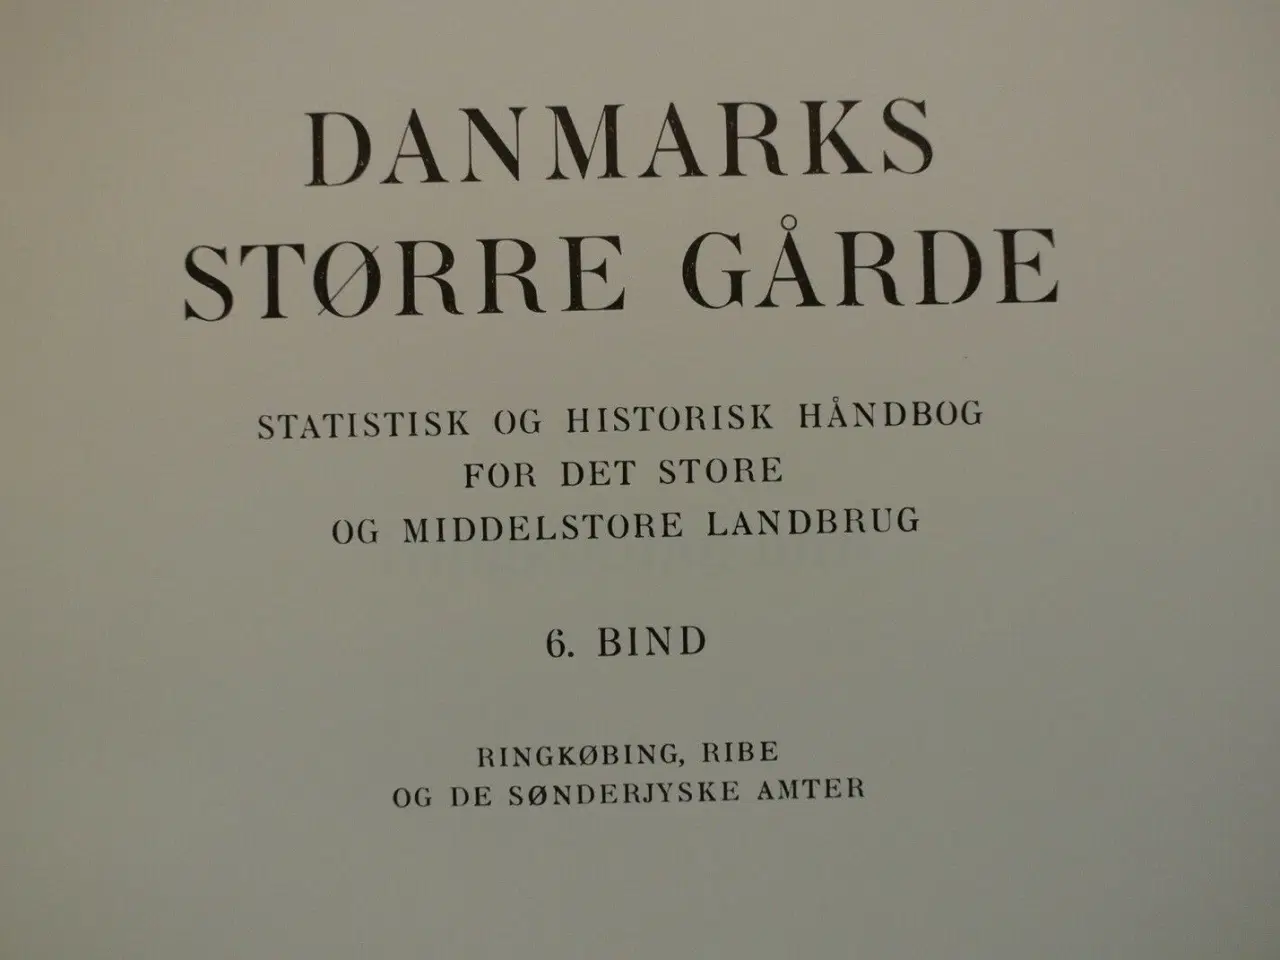 DANMARKS
STØRRE GÅRDE
STATISTISK OG HISTORISK HÅNDBOG
FOR DET STORE
OG MIDDELSTORE LANDBRUG
6. BIND
RINGKØBING, RIBE
OG DE SØNDERJYSKE AMTER